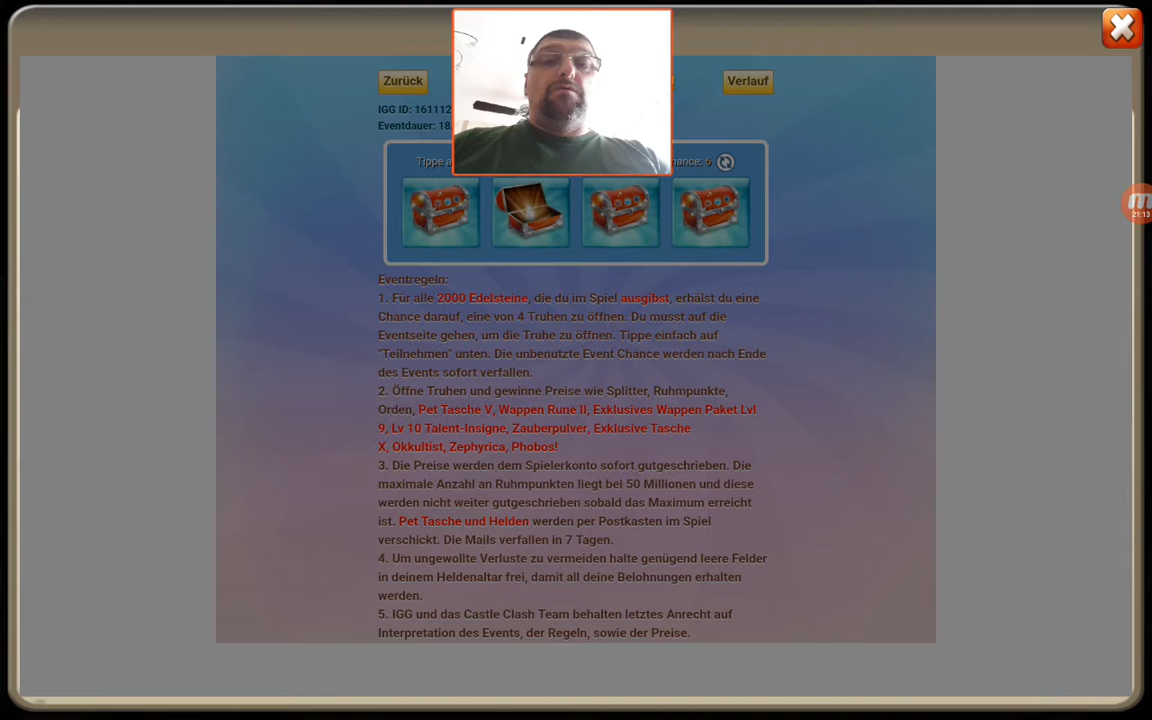 Zurück
Verlauf
IGG ID: 161112
Eventdauer: 18
Tippe a
hance: 6
21:13
Eventregeln:
1. Für alle 2000 Edelsteine, die du im Spiel ausgibst, erhälst du eine
Chance darauf, eine von 4 Truhen zu öffnen. Du musst auf die
Eventseite gehen, um die Truhe zu öffnen. Tippe einfach auf
"Teilnehmen" unten. Die unbenutzte Event Chance werden nach Ende
des Events sofort verfallen.
2. Öffne Truhen und gewinne Preise wie Splitter, Ruhmpunkte,
Orden, Pet Tasche V, Wappen Rune II, Exklusives Wappen Paket Lvl
9, Lv 10 Talent-Insigne, Zauberpulver, Exklusive Tasche
X, Okkultist, Zephyrica, Phobos!
3. Die Preise werden dem Spielerkonto sofort gutgeschrieben. Die
maximale Anzahl an Ruhmpunkten liegt bei 50 Millionen und diese
werden nicht weiter gutgeschrieben sobald das Maximum erreicht
ist. Pet Tasche und Helden werden per Postkasten im Spiel
verschickt. Die Mails verfallen in 7 Tagen.
4. Um ungewollte Verluste zu vermeiden halte genügend leere Felder
in deinem Heldenaltar frei, damit all deine Belohnungen erhalten
werden.
5. IGG und das Castle Clash Team behalten letztes Anrecht auf
Interpretation des Events, der Regeln, sowie der Preise.